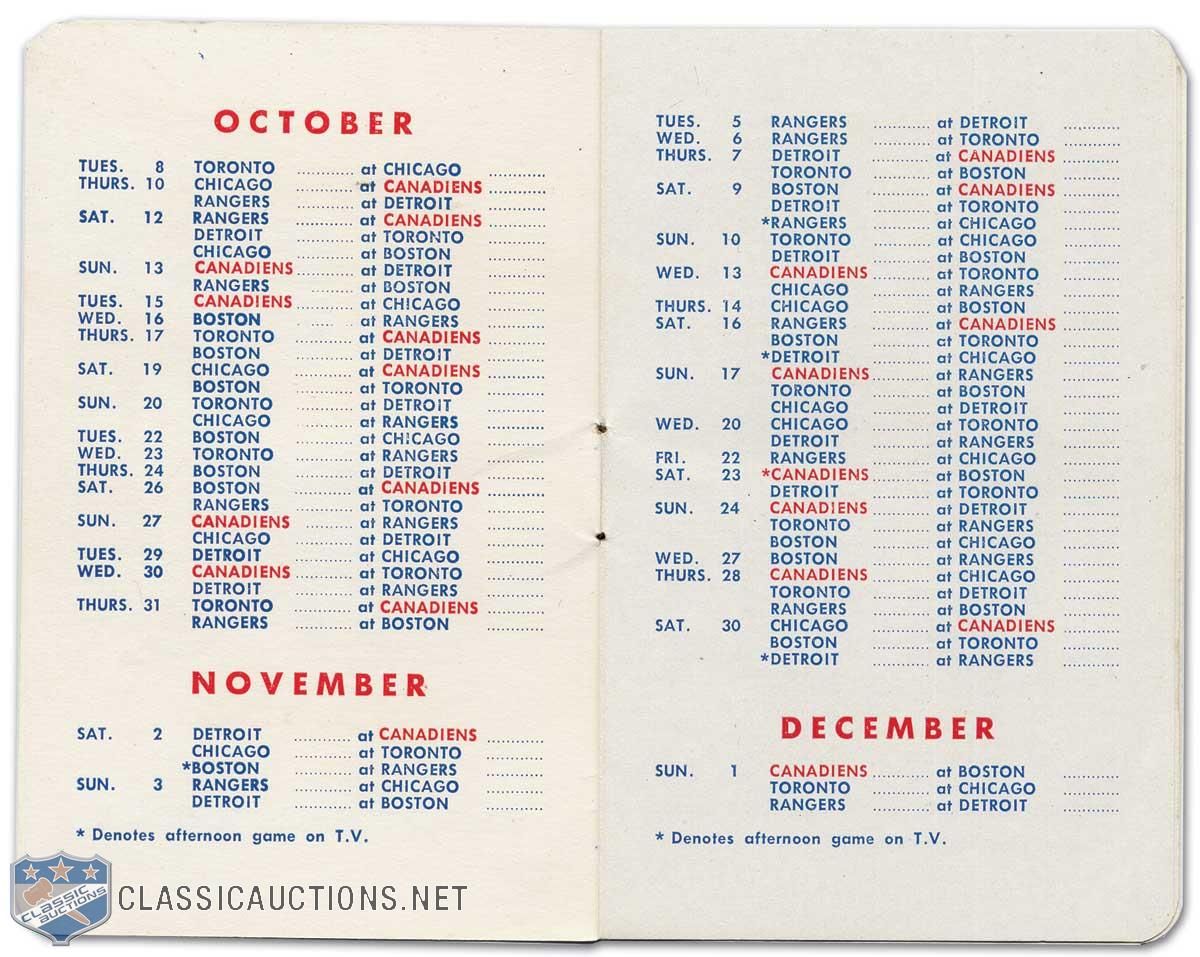 OCTOBER
TUES. 8 TORONTO .......... at CHICAGO ..........
THURS. 10 CHICAGO .......... at CANADIENS ..........
RANGERS .......... at DETROIT ..........
SAT. 12 RANGERS .......... at CANADIENS ..........
DETROIT .......... at TORONTO ..........
CHICAGO .......... at BOSTON ..........
SUN. 13 CANADIENS .......... at DETROIT ..........
RANGERS .......... at BOSTON ..........
TUES. 15 CANADIENS .......... at CHICAGO ..........
WED. 16 BOSTON .... .... at RANGERS ..........
THURS. 17 TORONTO .......... at CANADIENS ..........
BOSTON .......... at DETROIT ..........
SAT. 19 CHICAGO .......... at CANADIENS ..........
BOSTON .......... at TORONTO ..........
SUN. 20 TORONTO .......... at DETROIT ..........
CHICAGO .......... at RANGERS ..........
TUES. 22 BOSTON .......... at CHICAGO ..........
WED. 23 TORONTO .......... at RANGERS ..........
THURS. 24 BOSTON .......... at DETROIT ..........
SAT. 26 BOSTON .......... at CANADIENS ..........
RANGERS .......... at TORONTO ..........
SUN. 27 CANADIENS .......... at RANGERS ..........
CHICAGO .......... at DETROIT ..........
TUES. 29 DETROIT .......... at CHICAGO ..........
WED. 30 CANADIENS .......... at TORONTO ..........
DETROIT .......... at RANGERS ..........
THURS. 31 TORONTO .......... at CANADIENS ..........
RANGERS .......... at BOSTON ..........
NOVEMBER
SAT. 2 DETROIT .......... at CANADIENS ..........
CHICAGO .......... at TORONTO ..........
*BOSTON .......... at RANGERS ..........
SUN. 3 RANGERS .......... at CHICAGO ..........
DETROIT .......... at BOSTON ..........
* Denotes afternoon game on T.V.
TUES. 5 RANGERS .......... at DETROIT ..........
WED. 6 RANGERS .......... at TORONTO ..........
THURS. 7 DETROIT .......... at CANADIENS ..........
TORONTO .......... at BOSTON ..........
SAT. 9 BOSTON .......... at CANADIENS ..........
DETROIT .......... at TORONTO ..........
*RANGERS .......... at CHICAGO ..........
SUN. 10 TORONTO .......... at CHICAGO ..........
DETROIT .......... at BOSTON ..........
WED. 13 CANADIENS .......... at TORONTO ..........
CHICAGO .......... at RANGERS ..........
THURS. 14 CHICAGO .......... at BOSTON ..........
SAT. 16 RANGERS .......... at CANADIENS ..........
BOSTON .......... at TORONTO ..........
*DETROIT .......... at CHICAGO ..........
SUN. 17 CANADIENS .......... at RANGERS ..........
TORONTO .......... at BOSTON ..........
CHICAGO .......... at DETROIT ..........
WED. 20 CHICAGO .......... at TORONTO ..........
DETROIT .......... at RANGERS ..........
FRI. 22 RANGERS .......... at CHICAGO ..........
SAT. 23 *CANADIENS .......... at BOSTON ..........
DETROIT .......... at TORONTO ..........
SUN. 24 CANADIENS .......... at DETROIT ..........
TORONTO .......... at RANGERS ..........
BOSTON .......... at CHICAGO ..........
WED. 27 BOSTON .......... at RANGERS ..........
THURS. 28 CANADIENS .......... at CHICAGO ..........
TORONTO .......... at DETROIT ..........
RANGERS .......... at BOSTON ..........
SAT. 30 CHICAGO .......... at CANADIENS ..........
BOSTON .......... at TORONTO ..........
*DETROIT .......... at RANGERS ..........
DECEMBER
SUN. 1 CANADIENS .......... at BOSTON ..........
TORONTO .......... at CHICAGO ..........
RANGERS .......... at DETROIT ..........
* Denotes afternoon game on T.V.
CLASSIC
AUCTIONS
CLASSICAUCTIONS.NET